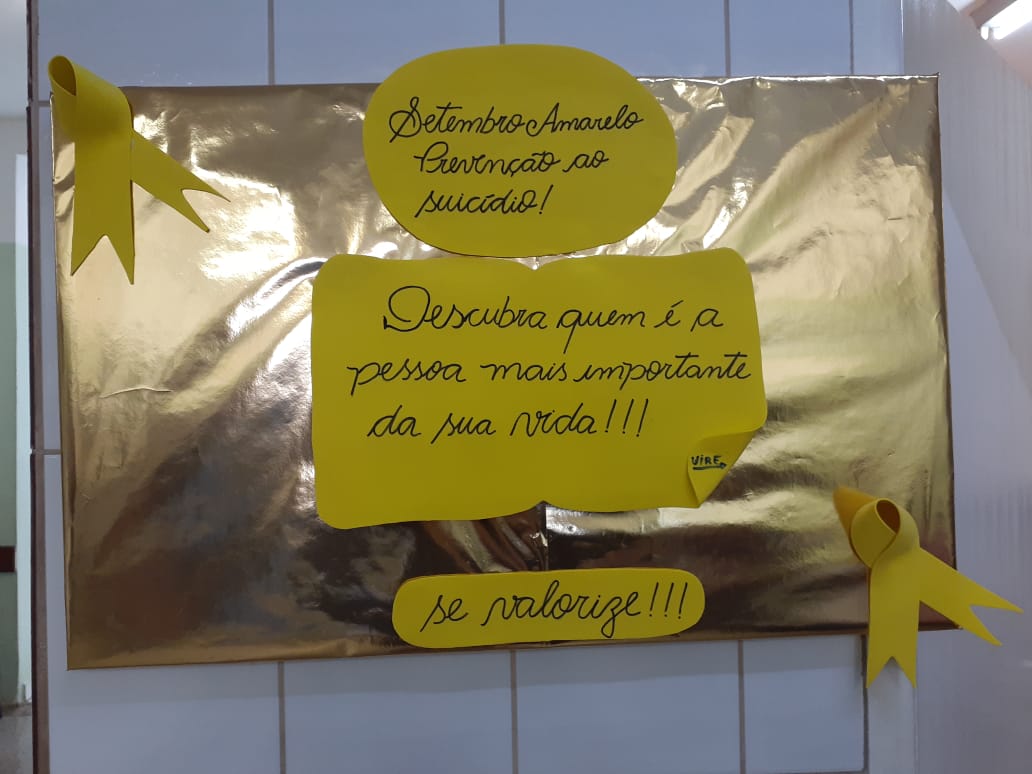 Setembro Amarelo
Prevenção ao
suicídio!
Descubra quem é a
pessoa mais importante
da sua vida!!!
VIRE
se valorize!!!